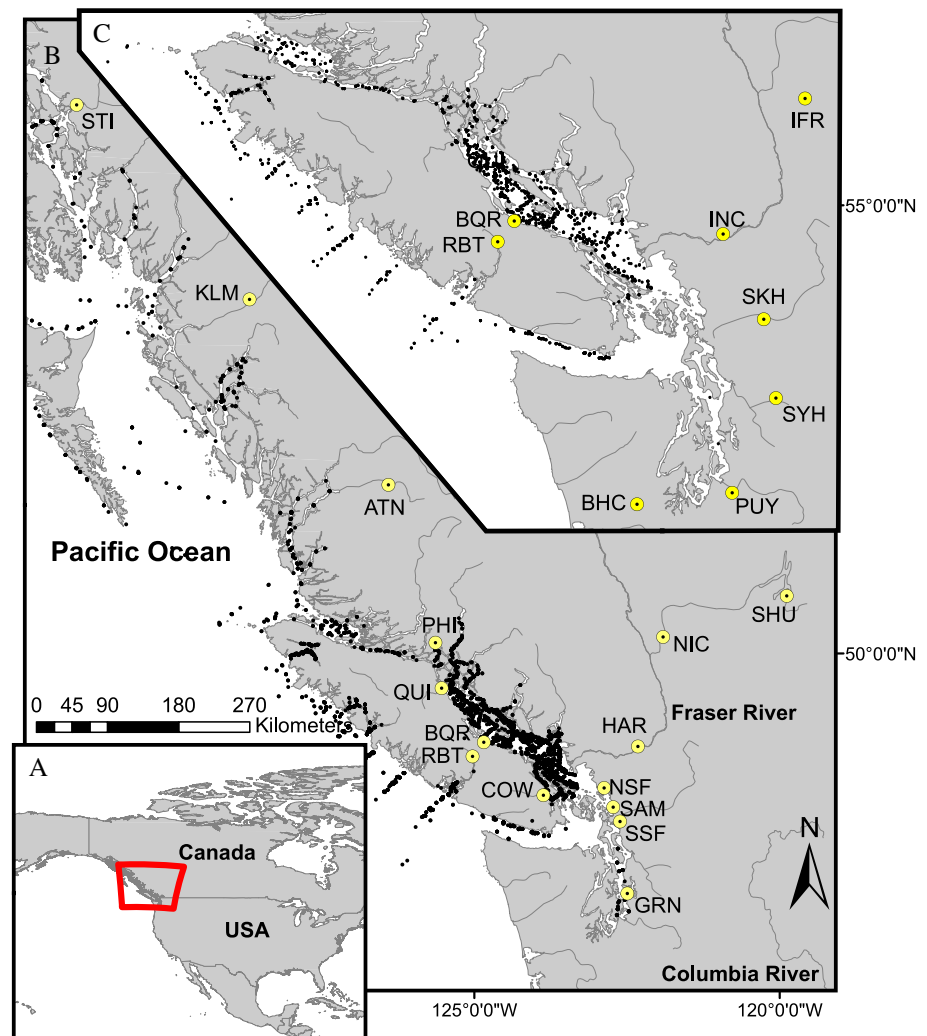 B
C
STI
IFR
55°0'0"N
BQR
INC
RBT
KLM
SKH
SYH
BHC
PUY
ATN
Pacific Ocean
SHU
PHI
NIC
50°0'0"N
QUI
0 45 90 180 270
Kilometers
Fraser River
BQR
HAR
RBT
A
COW
NSF
SAM
SSF
N
Canada
GRN
USA
Columbia River
125°0'0"W
120°0'0"W